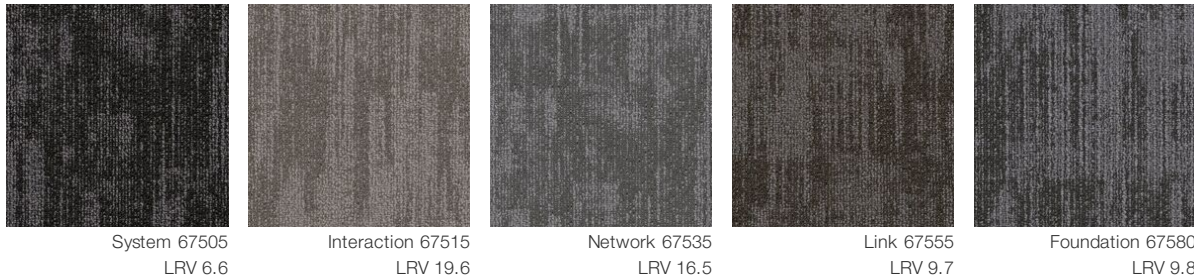 System 67505
LRV 6.6
Interaction 67515
LRV 19.6
Network 67535
LRV 16.5
Link 67555
LRV 9.7
Foundation 67580
LRV 9.8